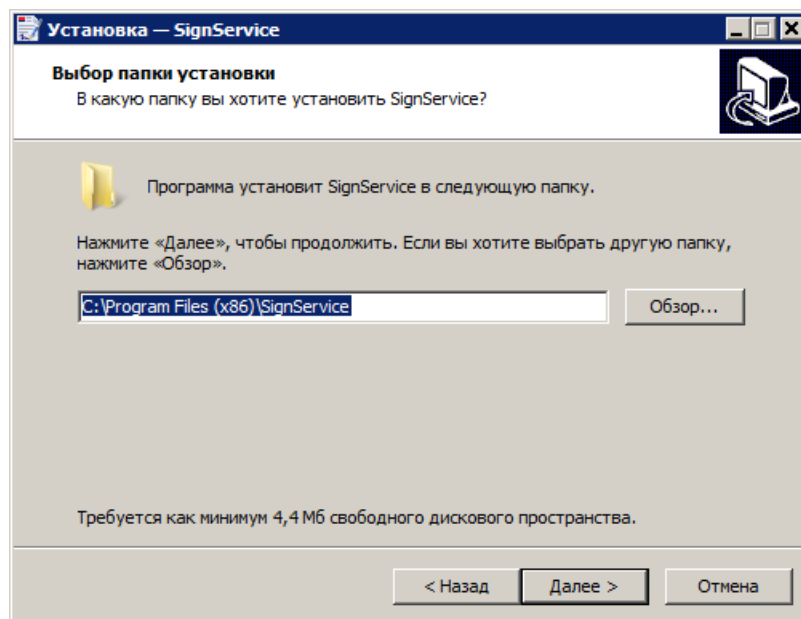 Установка — SignService
Выбор папки установки
В какую папку вы хотите установить SignService?
Программа установит SignService в следующую папку.
Нажмите «Далее», чтобы продолжить. Если вы хотите выбрать другую папку,
нажмите «Обзор».
C:\Program Files (x86)\SignService
Обзор...
Требуется как минимум 4,4 Мб свободного дискового пространства.
< Назад
Далее >
Отмена